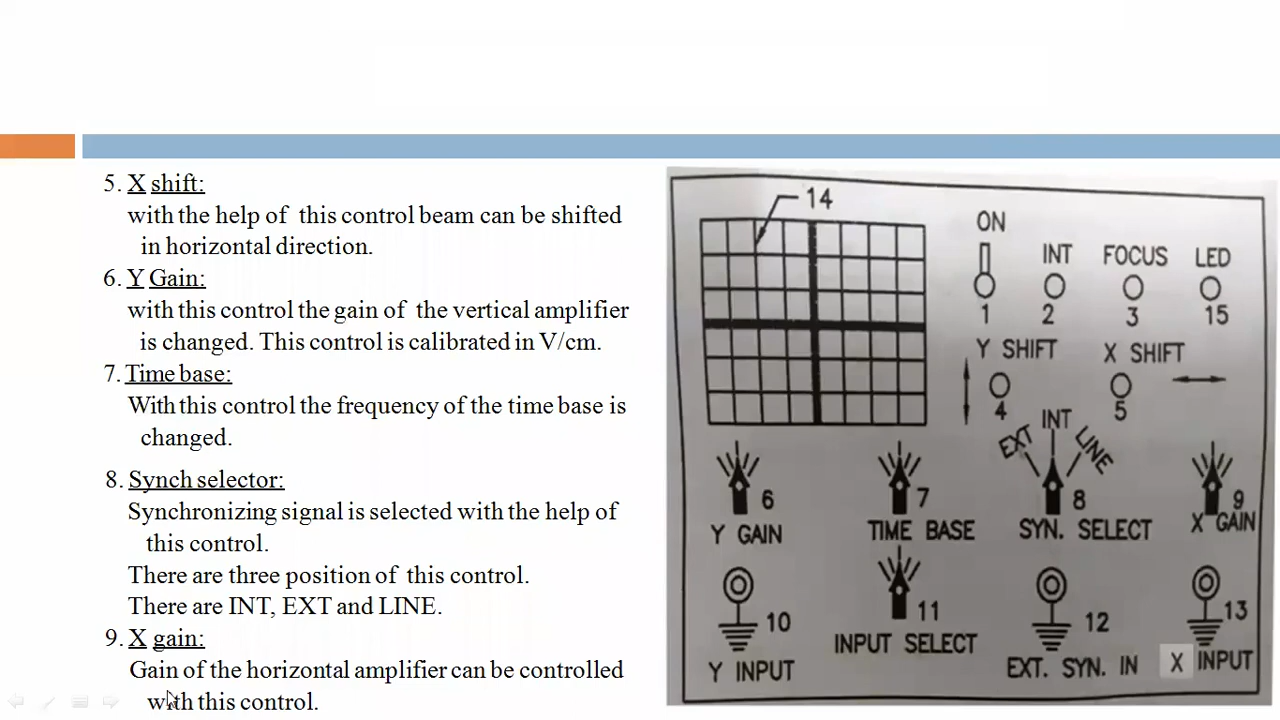 5. X shift:
with the help of this control beam can be shifted
in horizontal direction.
6. Y Gain:
with this control the gain of the vertical amplifier
is changed. This control is calibrated in V/cm.
7. Time base:
With this control the frequency of the time base is
changed.
8. Synch selector:
Synchronizing signal is selected with the help of
this control.
There are three position of this control.
There are INT, EXT and LINE.
9. X gain:
Gain of the horizontal amplifier can be controlled
with this control.
14
ON
INT FOCUS LED
1 2 3 15
Y SHIFT X SHIFT
4 5
EXT INT LINE
6 7 8 9
Y GAIN TIME BASE SYN. SELECT X GAIN
10 11 12 13
INPUT SELECT
Y INPUT EXT. SYN. IN X INPUT